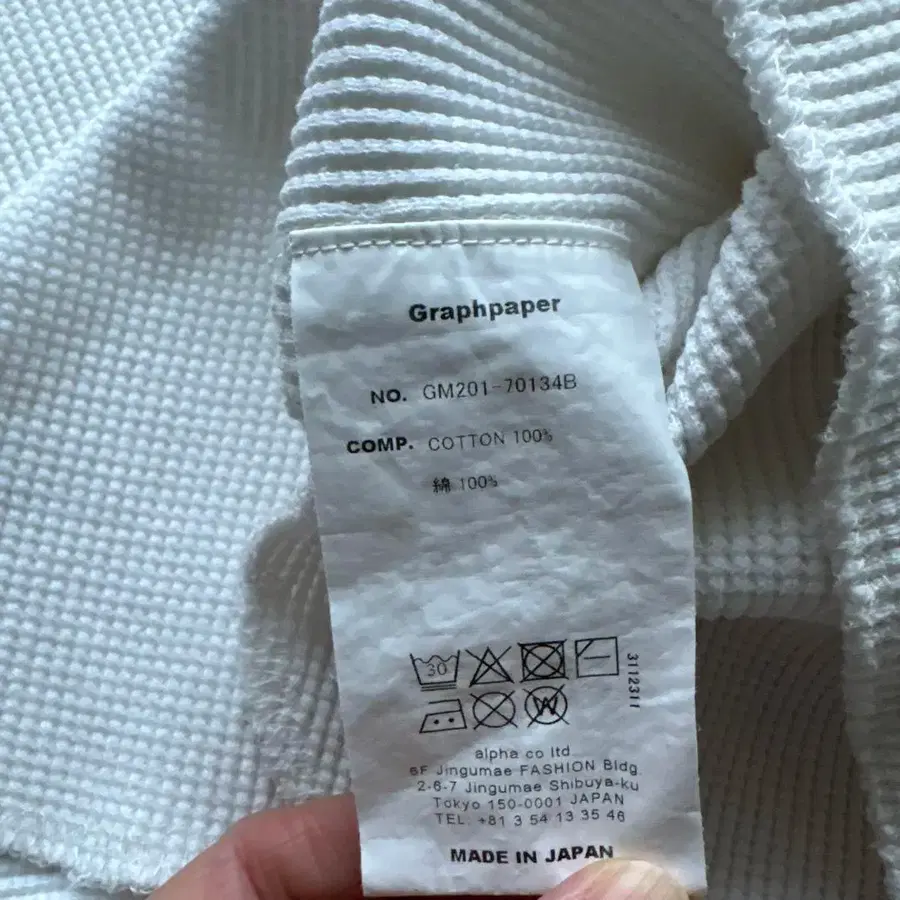 Graphpaper
NO. GM201-70134B
COMP. COTTON 100%
綿 100%
30
3112311
W
alpha co ltd
6F Jingumae FASHION Bldg.
2-6-7 Jingumae Shibuya-ku
Tokyo 150-0001 JAPAN
TEL: +81 3 54 13 35 46
MADE IN JAPAN